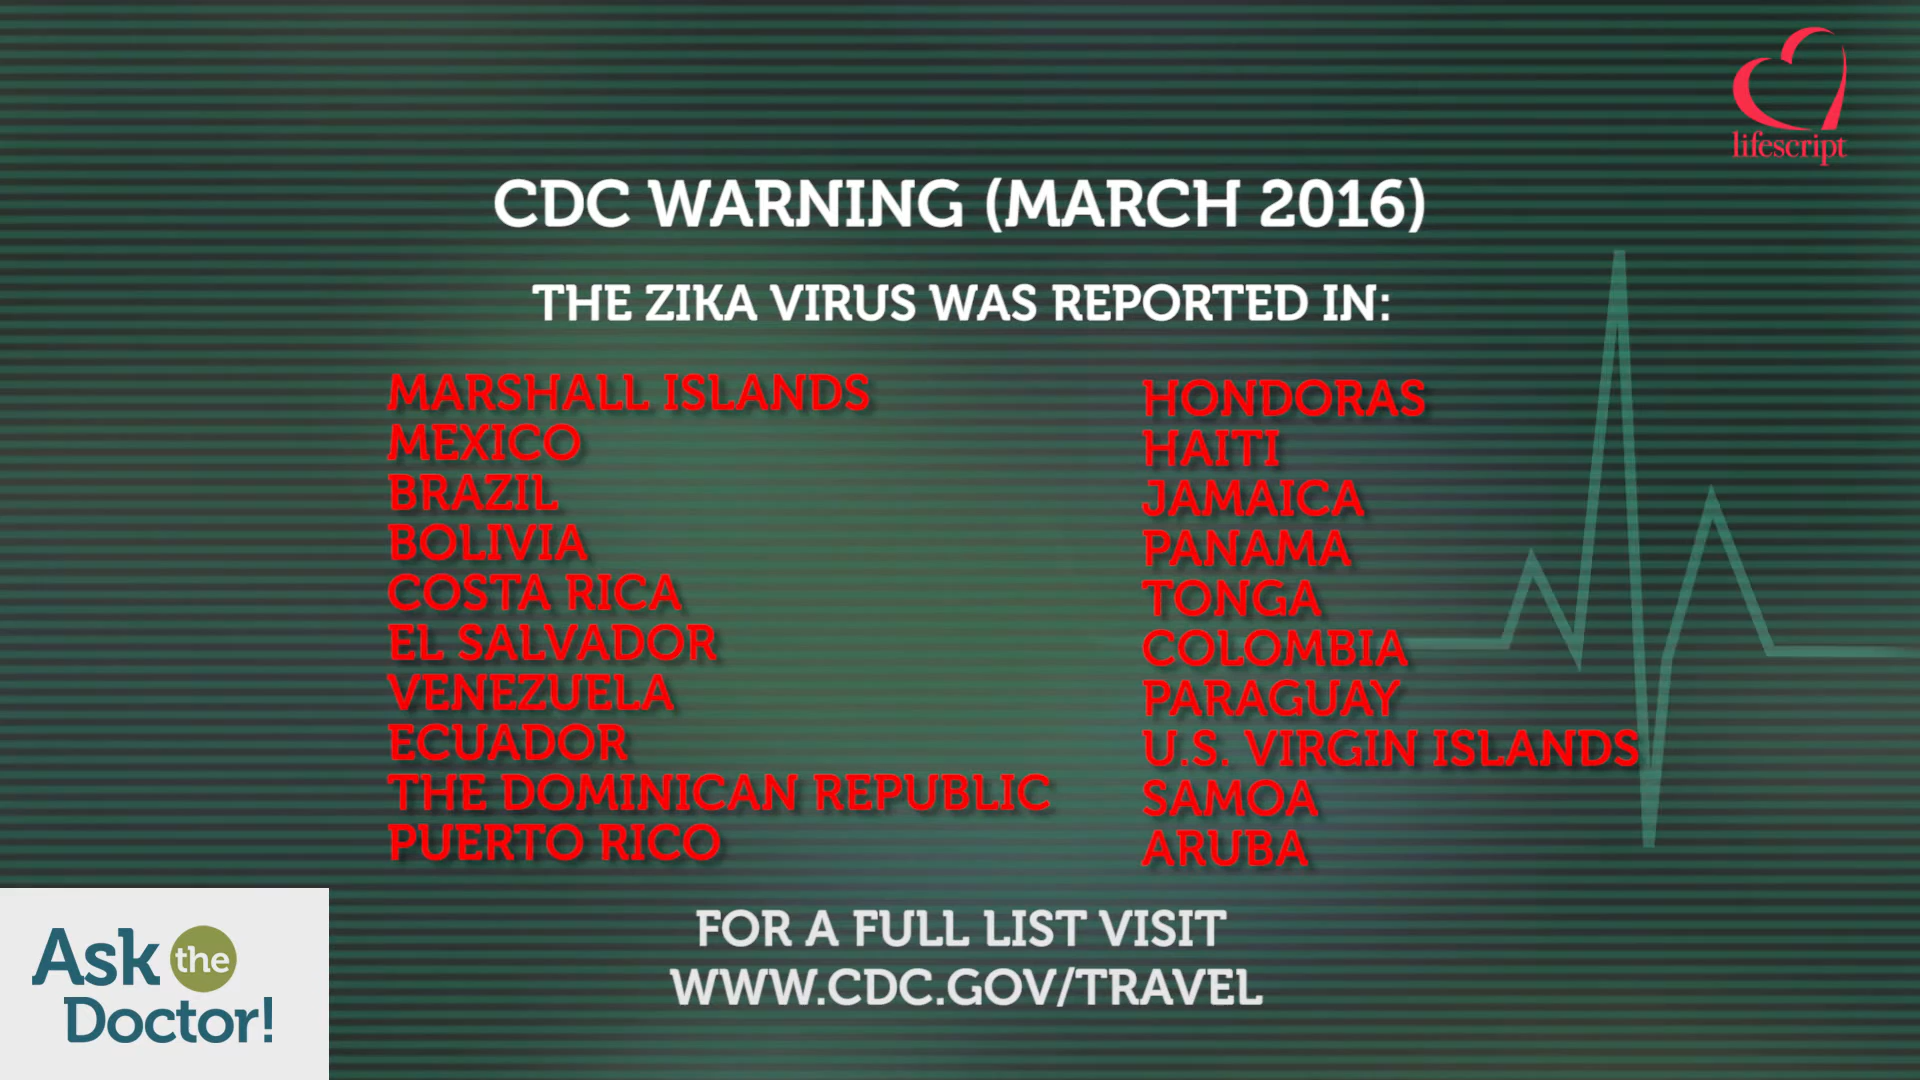 lifescript
CDC WARNING (MARCH 2016)
THE ZIKA VIRUS WAS REPORTED IN:
MARSHALL ISLANDS
MEXICO
BRAZIL
BOLIVIA
COSTA RICA
EL SALVADOR
VENEZUELA
ECUADOR
THE DOMINICAN REPUBLIC
PUERTO RICO
HONDORAS
HAITI
JAMAICA
PANAMA
TONGA
COLOMBIA
PARAGUAY
U.S. VIRGIN ISLANDS
SAMOA
ARUBA
FOR A FULL LIST VISIT
WWW.CDC.GOV/TRAVEL
Ask the
Doctor!